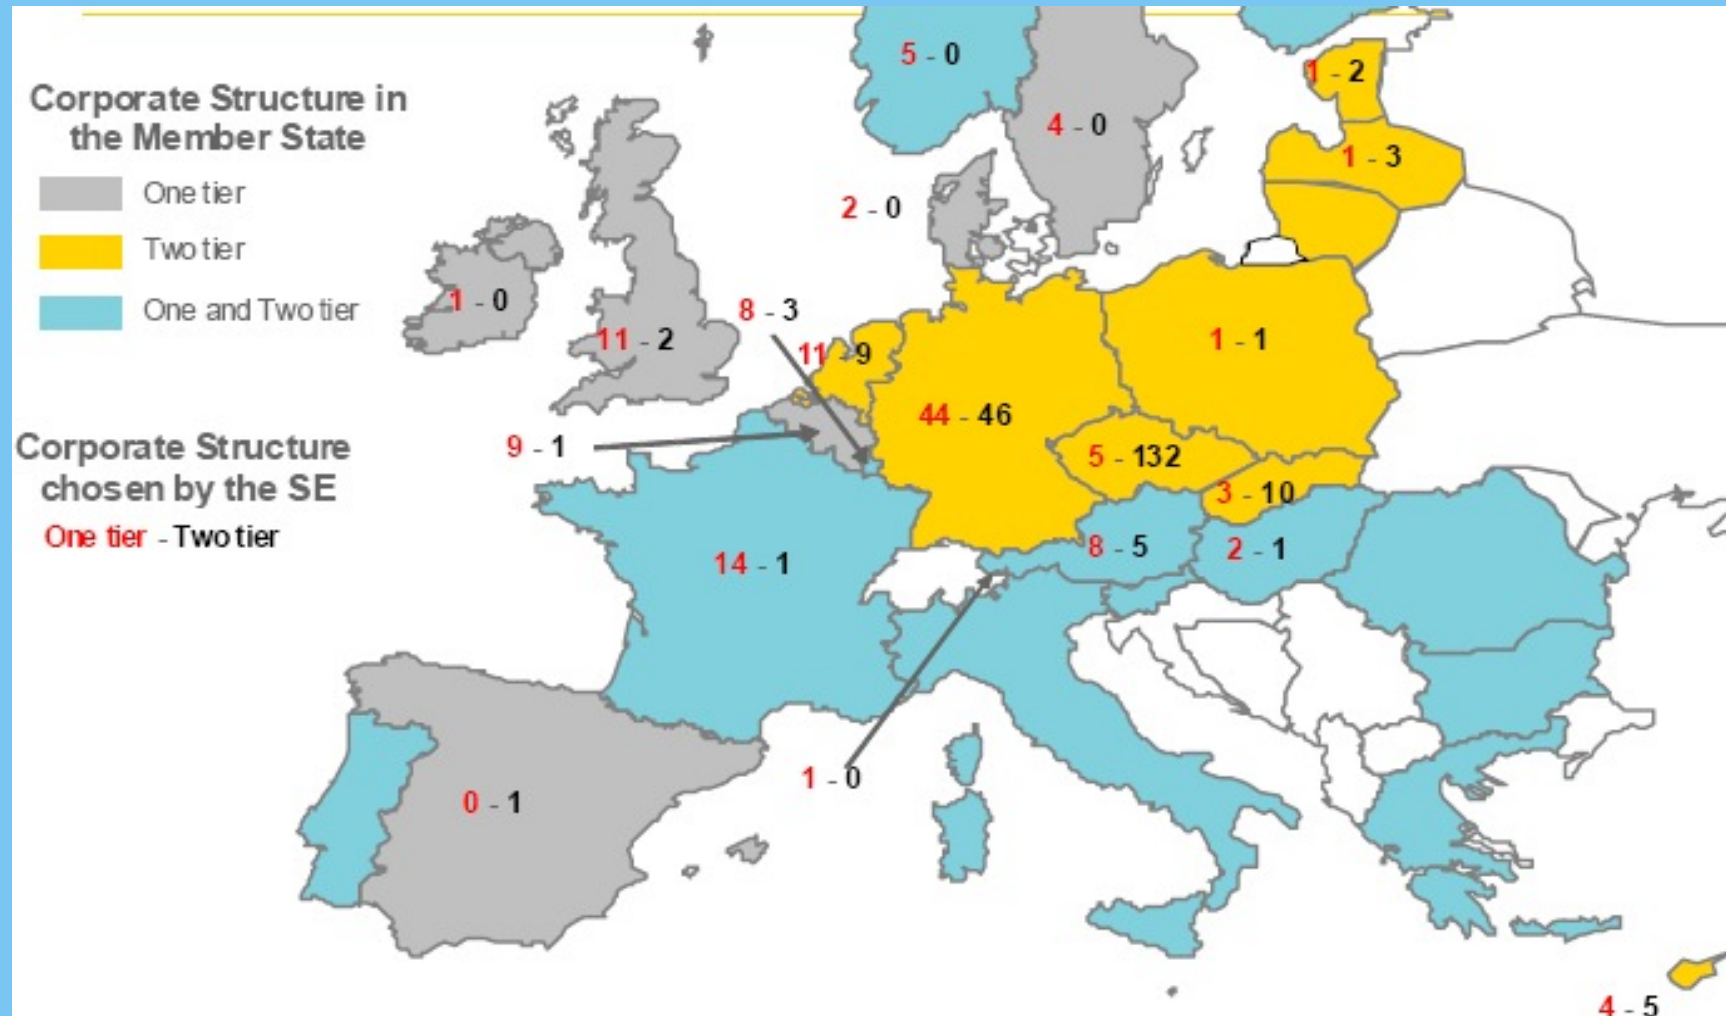 Corporate Structure in
the Member State
One tier
Two tier
One and Two tier
Corporate Structure
chosen by the SE
One tier - Two tier
5 - 0
1 - 2
4 - 0
1 - 3
2 - 0
1 - 0
8 - 3
11 - 2
11 - 9
1 - 1
44 - 46
9 - 1
5 - 132
3 - 10
14 - 1
8 - 5
2 - 1
1 - 0
0 - 1
4 - 5